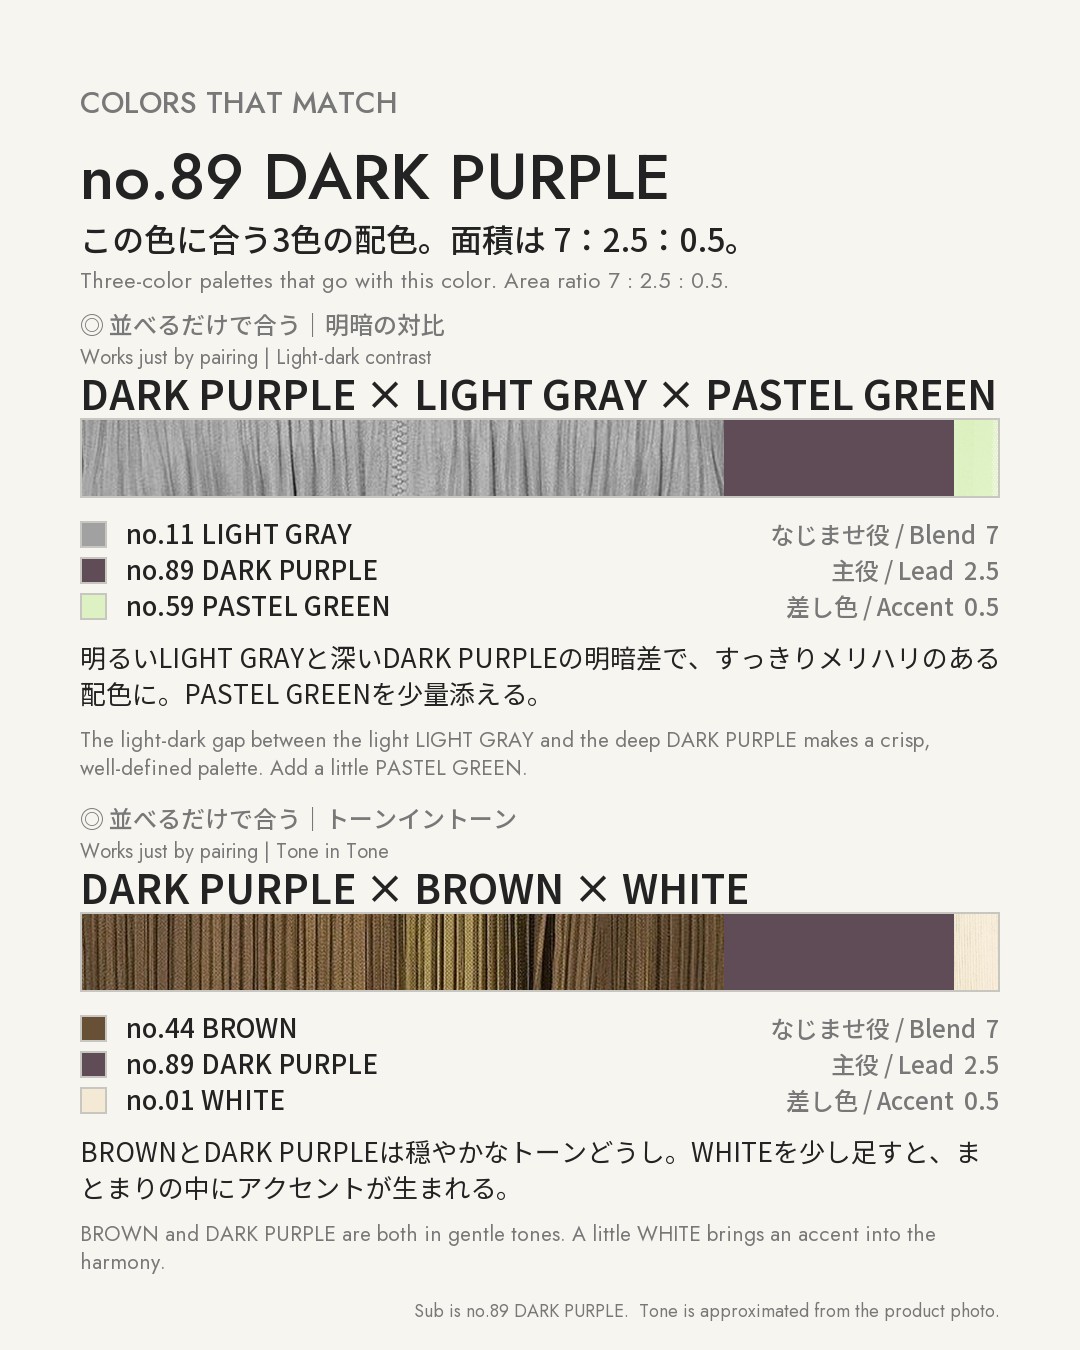 COLORS THAT MATCH
no.89 DARK PURPLE
この色に合う3色の配色。面積は 7：2.5：0.5。
Three-color palettes that go with this color. Area ratio 7 : 2.5 : 0.5.
◎ 並べるだけで合う｜明暗の対比
Works just by pairing | Light-dark contrast
DARK PURPLE × LIGHT GRAY × PASTEL GREEN
no.11 LIGHT GRAY なじませ役 / Blend 7
no.89 DARK PURPLE 主役 / Lead 2.5
no.59 PASTEL GREEN 差し色 / Accent 0.5
明るいLIGHT GRAYと深いDARK PURPLEの明暗差で、すっきりメリハリのある
配色に。PASTEL GREENを少量添える。
The light-dark gap between the light LIGHT GRAY and the deep DARK PURPLE makes a crisp,
well-defined palette. Add a little PASTEL GREEN.
◎ 並べるだけで合う｜トーンイントーン
Works just by pairing | Tone in Tone
DARK PURPLE × BROWN × WHITE
no.44 BROWN なじませ役 / Blend 7
no.89 DARK PURPLE 主役 / Lead 2.5
no.01 WHITE 差し色 / Accent 0.5
BROWNとDARK PURPLEは穏やかなトーンどうし。WHITEを少し足すと、ま
とまりの中にアクセントが生まれる。
BROWN and DARK PURPLE are both in gentle tones. A little WHITE brings an accent into the
harmony.
Sub is no.89 DARK PURPLE. Tone is approximated from the product photo.